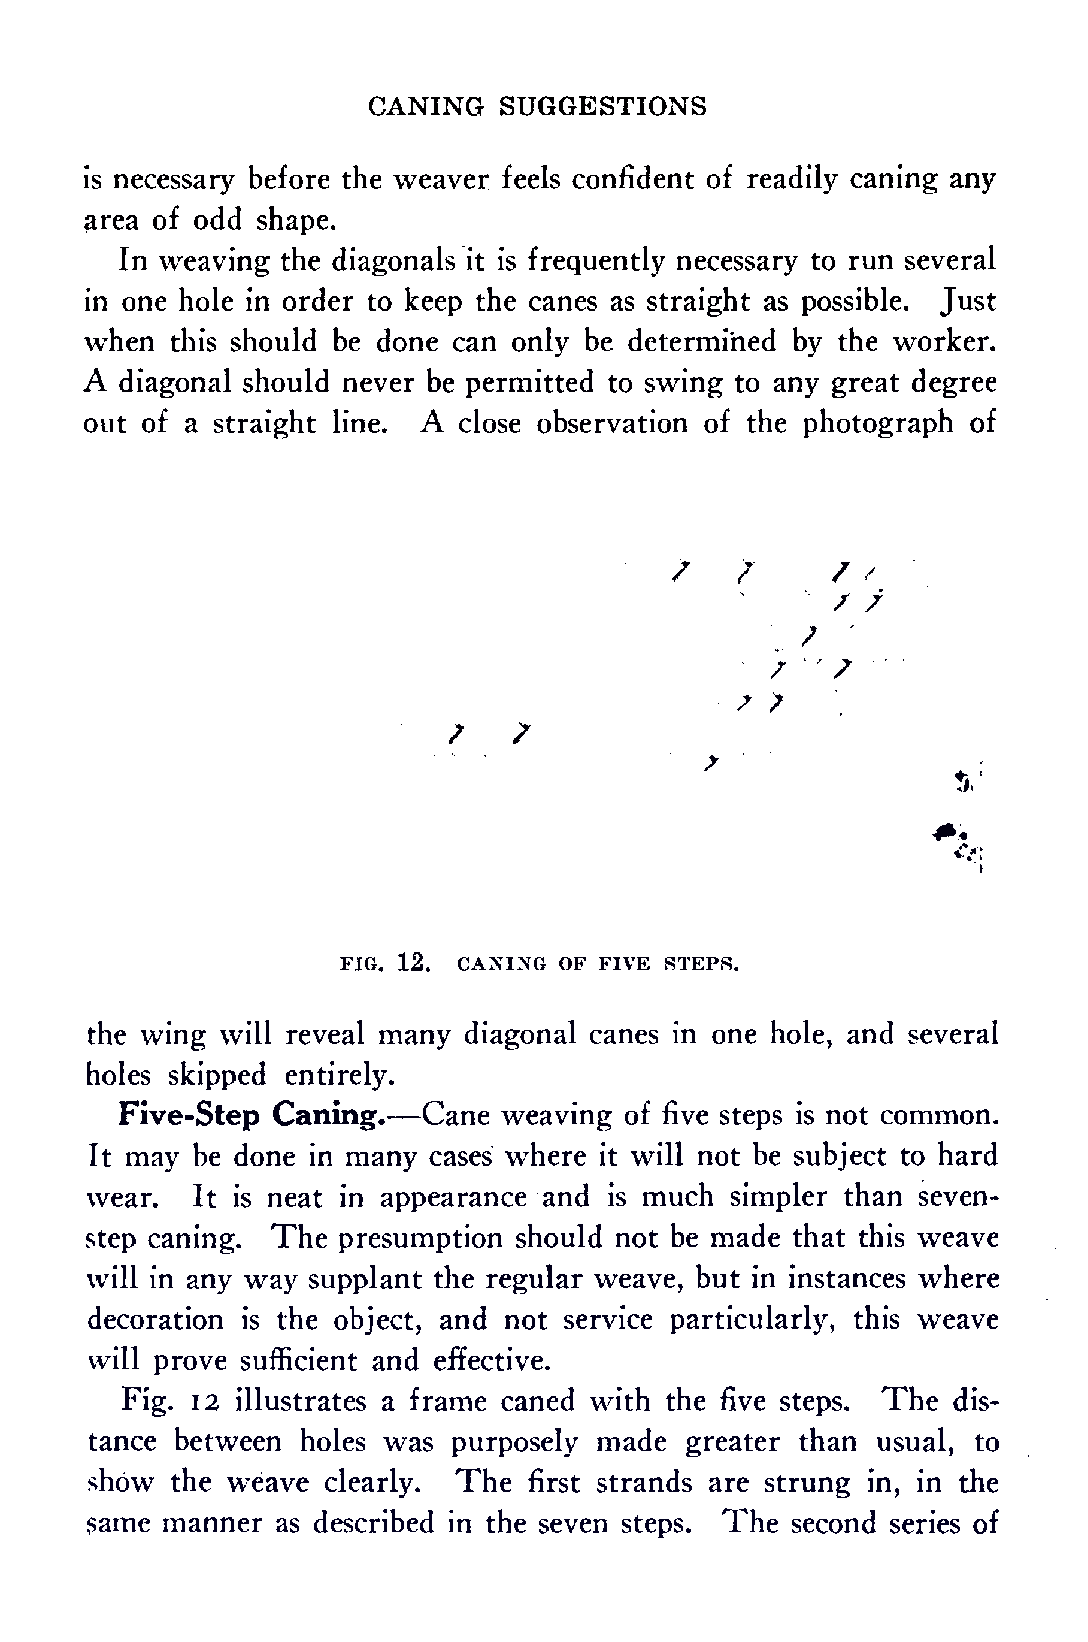 CANING SUGGESTIONS
is necessary before the weaver feels confident of readily caning any
area of odd shape.
In weaving the diagonals it is frequently necessary to run several
in one hole in order to keep the canes as straight as possible. Just
when this should be done can only be determined by the worker.
A diagonal should never be permitted to swing to any great degree
out of a straight line. A close observation of the photograph of
FIG. 12. CANING OF FIVE STEPS.
the wing will reveal many diagonal canes in one hole, and several
holes skipped entirely.
Five-Step Caning.—Cane weaving of five steps is not common.
It may be done in many cases where it will not be subject to hard
wear. It is neat in appearance and is much simpler than seven-
step caning. The presumption should not be made that this weave
will in any way supplant the regular weave, but in instances where
decoration is the object, and not service particularly, this weave
will prove sufficient and effective.
Fig. 12 illustrates a frame caned with the five steps. The dis-
tance between holes was purposely made greater than usual, to
show the weave clearly. The first strands are strung in, in the
same manner as described in the seven steps. The second series of